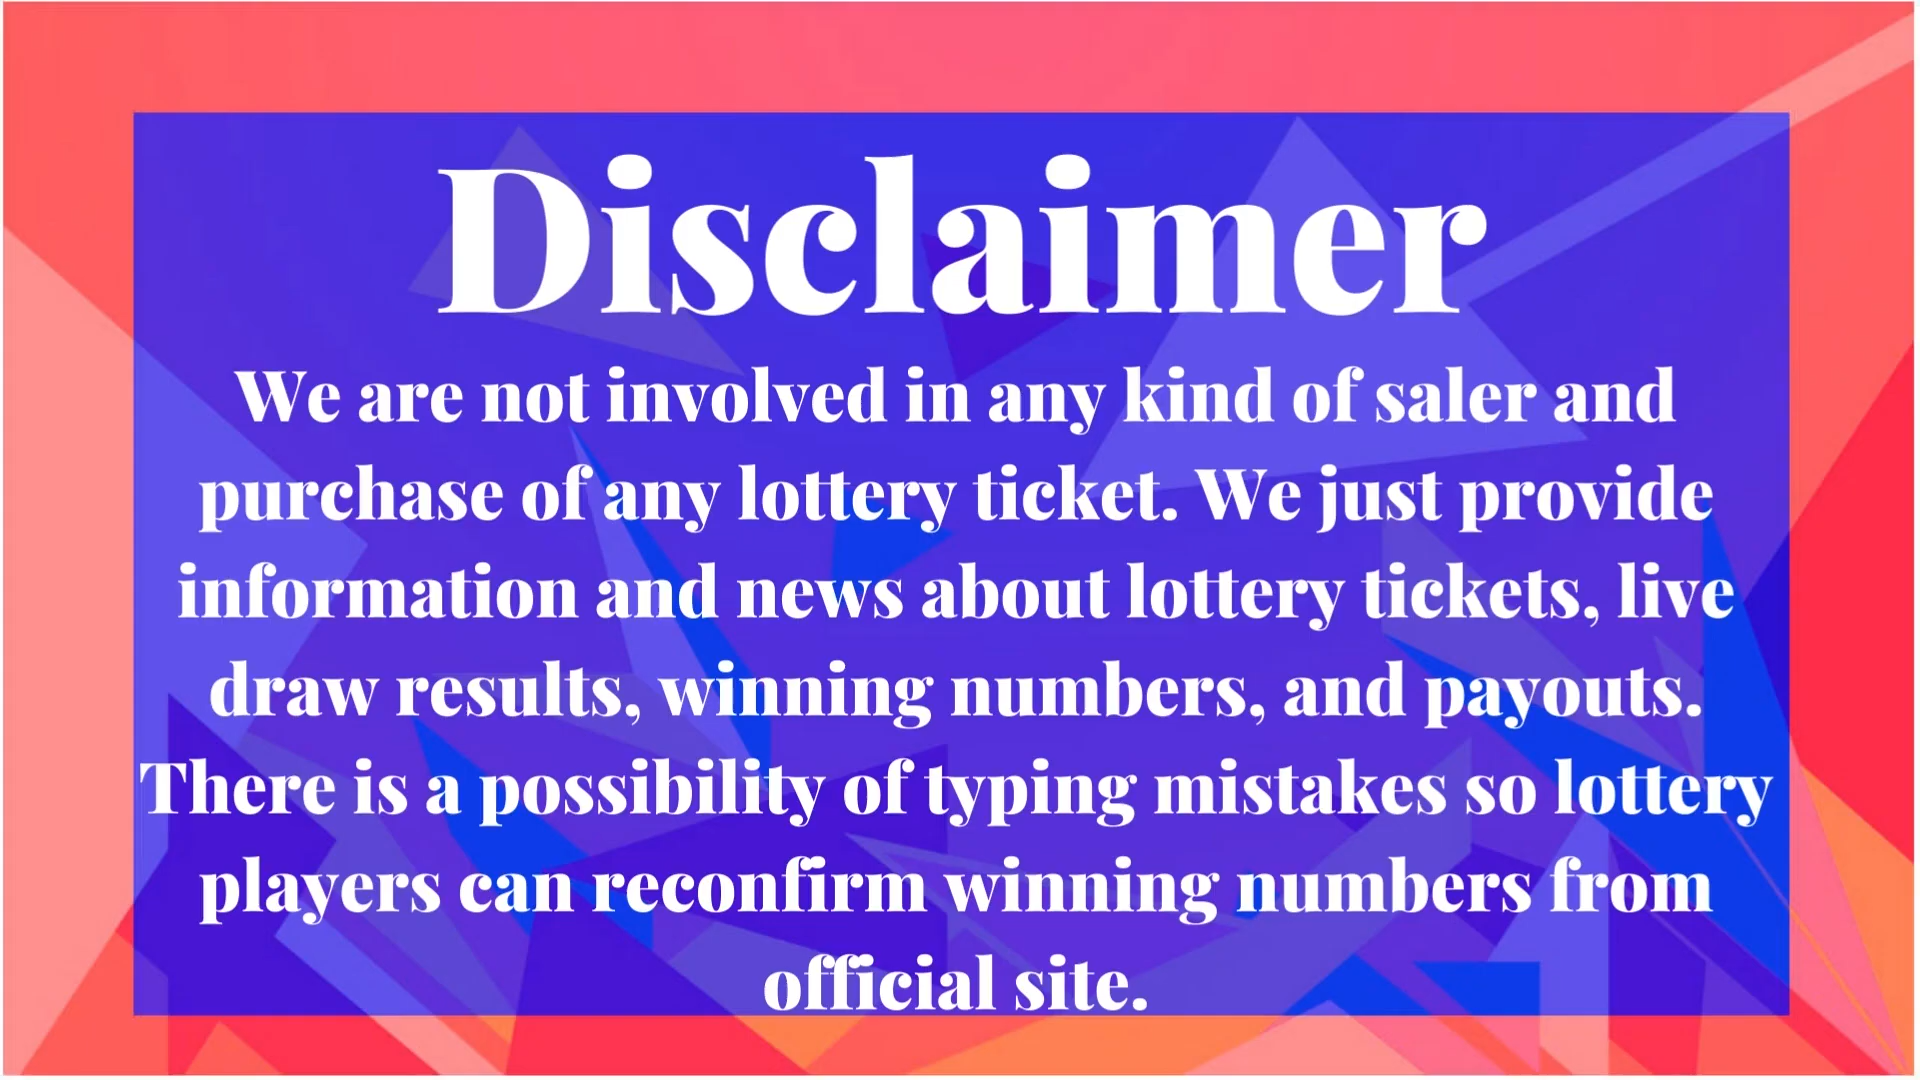 Disclaimer
We are not involved in any kind of saler and
purchase of any lottery ticket. We just provide
information and news about lottery tickets, live
draw results, winning numbers, and payouts.
There is a possibility of typing mistakes so lottery
players can reconfirm winning numbers from
official site.